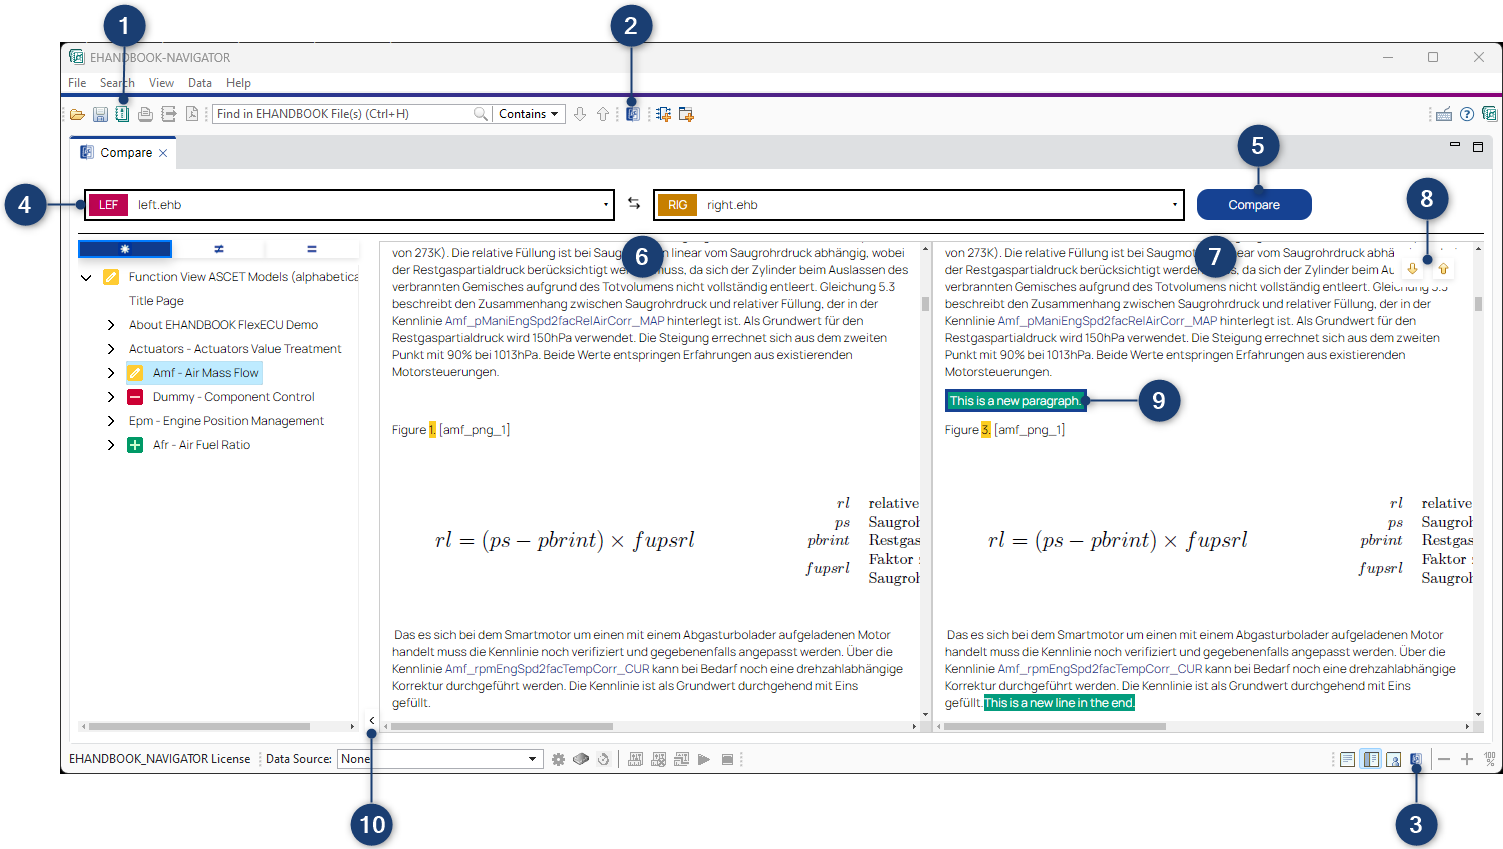 1
2
EHANDBOOK-NAVIGATOR
File Search View Data Help
Find in EHANDBOOK File(s) (Ctrl+H) Contains
Compare
5
4
LEF left.ehb
RIG right.ehb
Compare
8
* ≠ =
Function View ASCET Models (alphabetica
Title Page
About EHANDBOOK FlexECU Demo
Actuators - Actuators Value Treatment
Amf - Air Mass Flow
Dummy - Component Control
Epm - Engine Position Management
Afr - Air Fuel Ratio
6
von 273K). Die relative Füllung ist bei Saug linear vom Saugrohrdruck abhängig, wobei
der Restgaspartialdruck berücksichtigt muss, da sich der Zylinder beim Auslassen des
verbrannten Gemisches aufgrund des Totvolumens nicht vollständig entleert. Gleichung 5.3
beschreibt den Zusammenhang zwischen Saugrohrdruck und relativer Füllung, der in der
Kennlinie Amf_pManiEngSpd2facRelAirCorr_MAP hinterlegt ist. Als Grundwert für den
Restgaspartialdruck wird 150hPa verwendet. Die Steigung errechnet sich aus dem zweiten
Punkt mit 90% bei 1013hPa. Beide Werte entspringen Erfahrungen aus existierenden
Motorsteuerungen.
Figure 1. [amf_png_1]
rl = (ps − pbrint) × fupsrl
rl relative
ps Saugroh
pbrint Restgas
fupsrl Faktor
Saugroh
Das es sich bei dem Smartmotor um einen mit einem Abgasturbolader aufgeladenen Motor
handelt muss die Kennlinie noch verifiziert und gegebenenfalls angepasst werden. Über die
Kennlinie Amf_rpmEngSpd2facTempCorr_CUR kann bei Bedarf noch eine drehzahlabhängige
Korrektur durchgeführt werden. Die Kennlinie ist als Grundwert durchgehend mit Eins
gefüllt.
7
von 273K). Die relative Füllung ist bei Saugmot linear vom Saugrohrdruck abhä
der Restgaspartialdruck berücksichtigt werde da sich der Zylinder beim Au
verbrannten Gemisches aufgrund des Totvolumens nicht vollständig entleert. Gleichung 5.3
beschreibt den Zusammenhang zwischen Saugrohrdruck und relativer Füllung, der in der
Kennlinie Amf_pManiEngSpd2facRelAirCorr_MAP hinterlegt ist. Als Grundwert für den
Restgaspartialdruck wird 150hPa verwendet. Die Steigung errechnet sich aus dem zweiten
Punkt mit 90% bei 1013hPa. Beide Werte entspringen Erfahrungen aus existierenden
Motorsteuerungen.
This is a new paragraph.
9
Figure 3. [amf_png_1]
rl = (ps − pbrint) × fupsrl
rl relative
ps Saugroh
pbrint Restgas
fupsrl Faktor
Saugroh
Das es sich bei dem Smartmotor um einen mit einem Abgasturbolader aufgeladenen Motor
handelt muss die Kennlinie noch verifiziert und gegebenenfalls angepasst werden. Über die
Kennlinie Amf_rpmEngSpd2facTempCorr_CUR kann bei Bedarf noch eine drehzahlabhängige
Korrektur durchgeführt werden. Die Kennlinie ist als Grundwert durchgehend mit Eins
gefüllt.This is a new line in the end.
EHANDBOOK_NAVIGATOR License Data Source: None
100
%
10
3